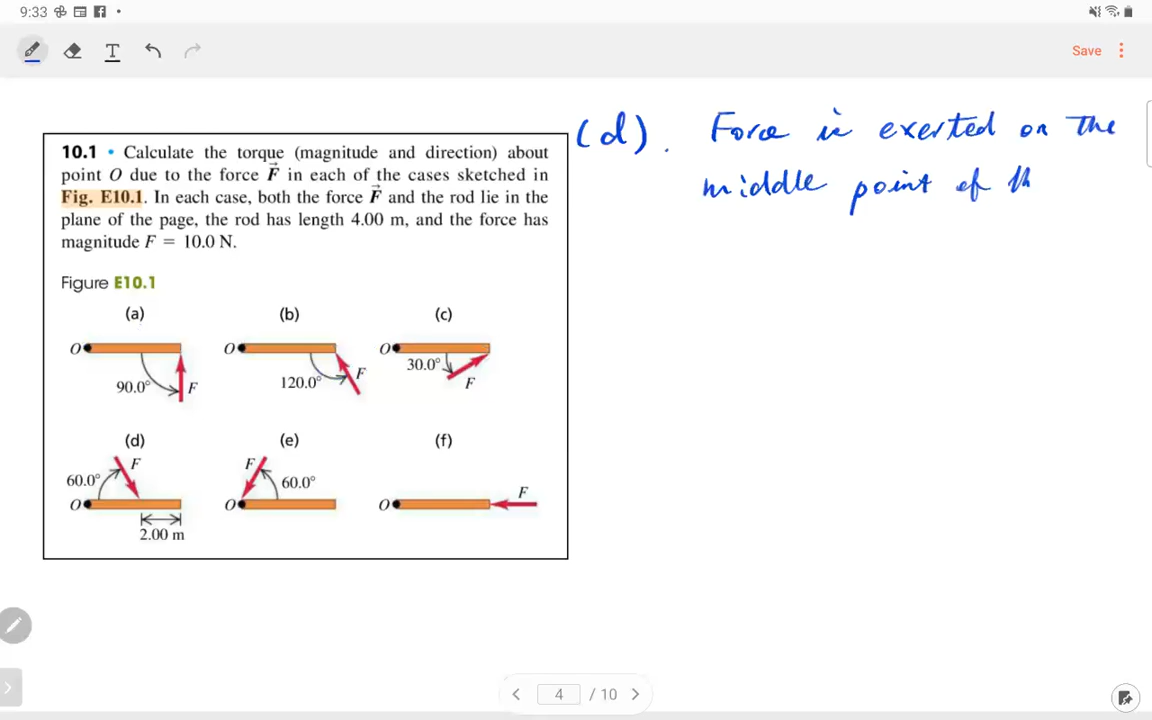 9:33
T
Save
10.1 • Calculate the torque (magnitude and direction) about
point O due to the force F⃗ in each of the cases sketched in
Fig. E10.1. In each case, both the force F⃗ and the rod lie in the
plane of the page, the rod has length 4.00 m, and the force has
magnitude F = 10.0 N.
Figure E10.1
(a) (b) (c)
O O O
90.0° F 120.0° F 30.0° F
(d) (e) (f)
60.0° F F 60.0° F
O O O
2.00 m
(d). Force is exerted on the
middle point of th
4 / 10